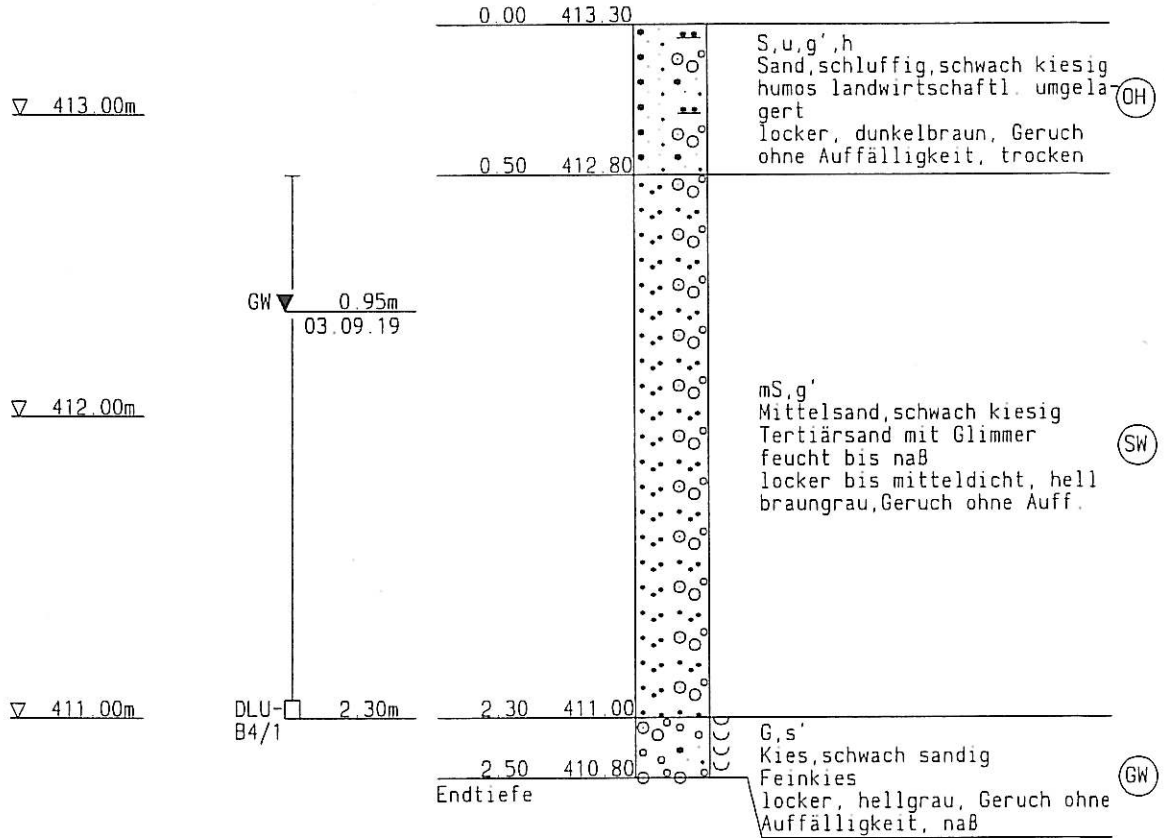 0.00 413.30
S,u,g',h
Sand,schluffig,schwach kiesig
humos landwirtschaftl. umgela-
gert
locker, dunkelbraun, Geruch
ohne Auffälligkeit, trocken
OH
413.00m
0.50 412.80
GW 0.95m
03.09.19
412.00m
mS,g'
Mittelsand,schwach kiesig
Tertiärsand mit Glimmer
feucht bis naß
locker bis mitteldicht, hell
braungrau,Geruch ohne Auff.
SW
411.00m
DLU-
B4/1
2.30m
2.30 411.00
G,s'
Kies,schwach sandig
Feinkies
locker, hellgrau, Geruch ohne
Auffälligkeit, naß
GW
2.50 410.80
Endtiefe